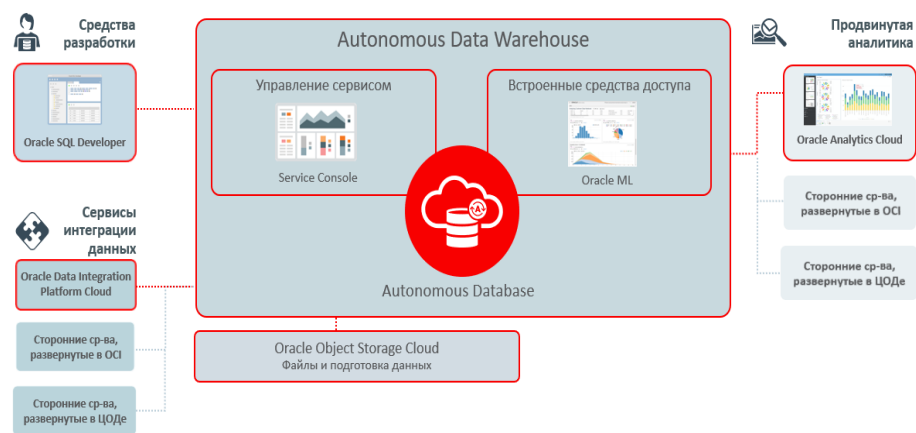 Средства
разработки
Oracle SQL Developer
Сервисы
интеграции
данных
Oracle Data Integration
Platform Cloud
Сторонние ср-ва,
развернутые в OCI
Сторонние ср-ва,
развернутые в ЦОДе
Autonomous Data Warehouse
Управление сервисом
Service Console
Встроенные средства доступа
Oracle ML
A
Autonomous Database
Oracle Object Storage Cloud
Файлы и подготовка данных
Продвинутая
аналитика
Oracle Analytics Cloud
Сторонние ср-ва,
развернутые в OCI
Сторонние ср-ва,
развернутые в ЦОДе